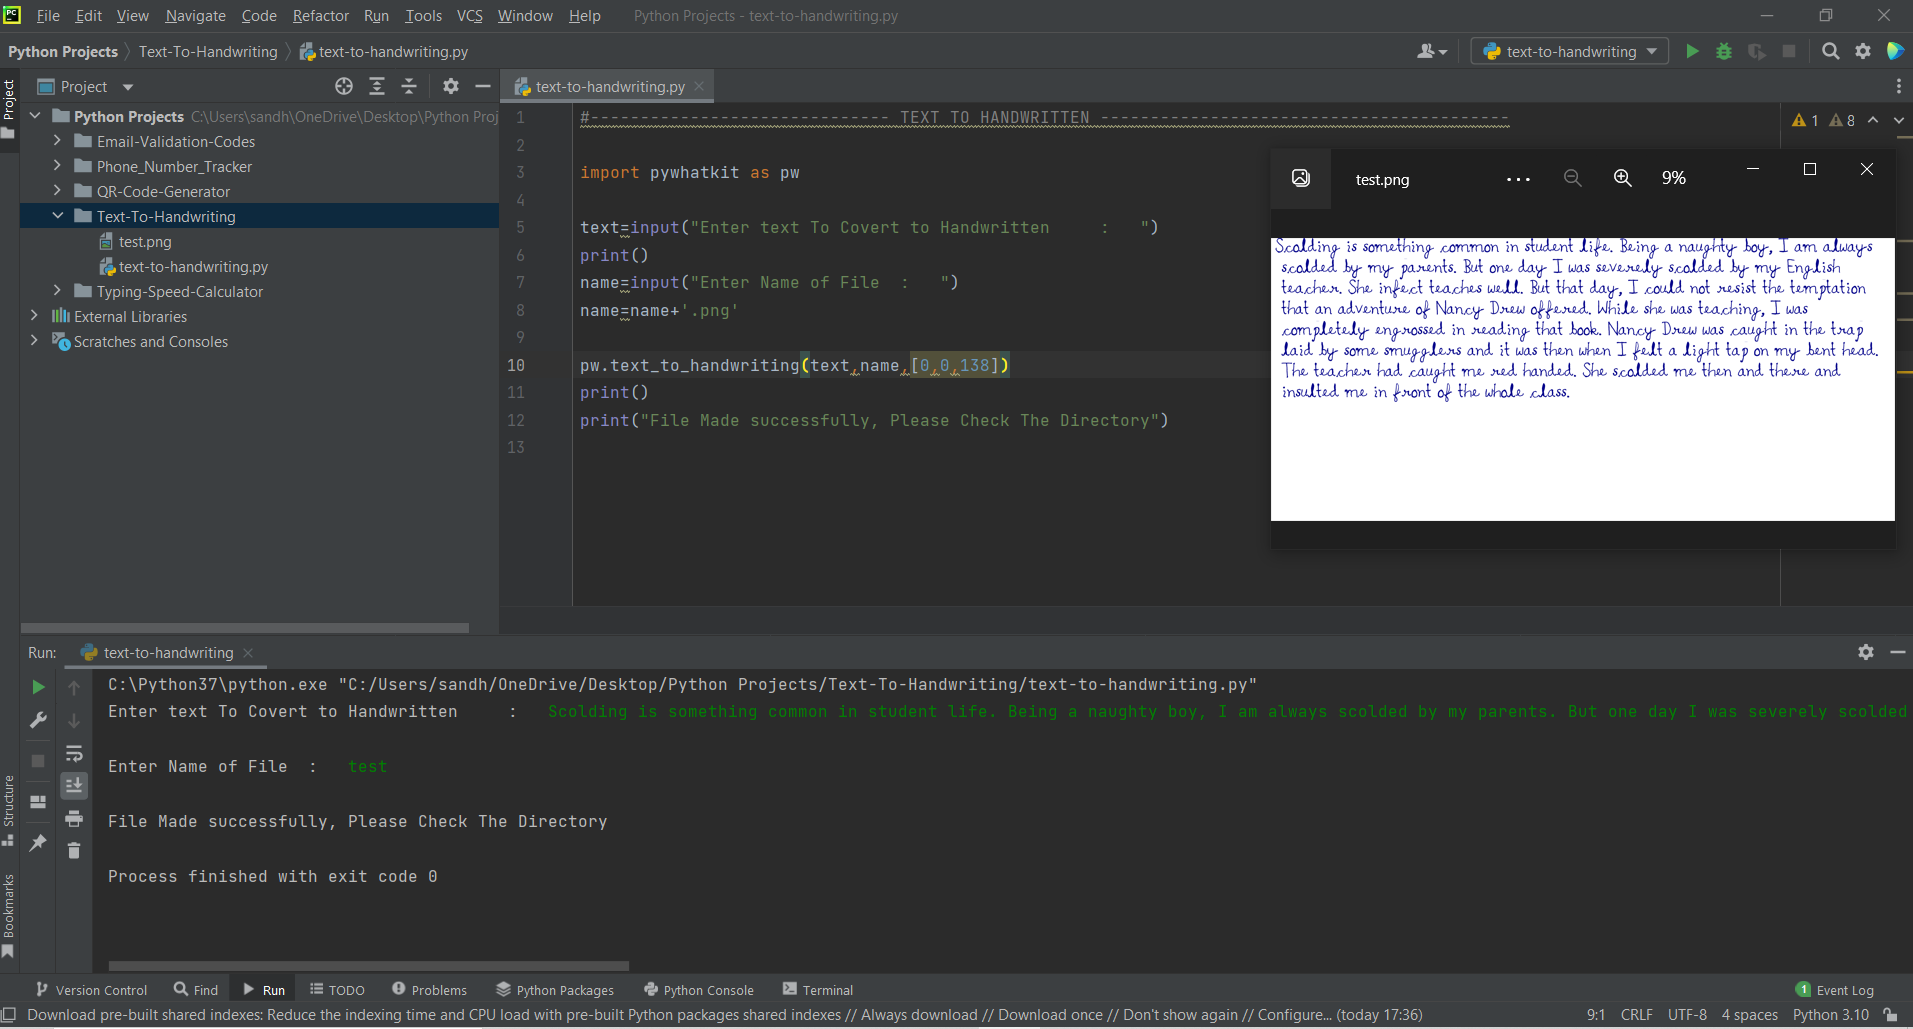 PC File Edit View Navigate Code Refactor Run Tools VCS Window Help Python Projects - text-to-handwriting.py
Python Projects Text-To-Handwriting text-to-handwriting.py text-to-handwriting
Project
Project
text-to-handwriting.py
Python Projects C:\Users\sandh\OneDrive\Desktop\Python Proj
Email-Validation-Codes
Phone_Number_Tracker
QR-Code-Generator
Text-To-Handwriting
test.png
text-to-handwriting.py
Typing-Speed-Calculator
External Libraries
Scratches and Consoles
1 #------------------------------ TEXT TO HANDWRITTEN -----------------------------------------
2
3 import pywhatkit as pw
4
5 text=input("Enter text To Covert to Handwritten     :   ")
6 print()
7 name=input("Enter Name of File  :   ")
8 name=name+'.png'
9
10 pw.text_to_handwriting(text,name,[0,0,138])
11 print()
12 print("File Made successfully, Please Check The Directory")
13
1 8
test.png ... 9%
Scolding is something common in student life. Being a naughty boy, I am always
scolded by my parents. But one day I was severely scolded by my English
teacher. She infect teaches well. But that day, I could not resist the temptation
that an adventure of Nancy Drew offered. While she was teaching, I was
completely engrossed in reading that book. Nancy Drew was caught in the trap
laid by some smugglers and it was then when I felt a light tap on my bent head.
The teacher had caught me red handed. She scolded me then and there and
insulted me in front of the whole class.
Run: text-to-handwriting
C:\Python37\python.exe "C:/Users/sandh/OneDrive/Desktop/Python Projects/Text-To-Handwriting/text-to-handwriting.py"
Enter text To Covert to Handwritten     :   Scolding is something common in student life. Being a naughty boy, I am always scolded by my parents. But one day I was severely scolded
Enter Name of File  :   test
File Made successfully, Please Check The Directory
Process finished with exit code 0
Structure
Bookmarks
Version Control Find Run TODO Problems Python Packages Python Console Terminal 1 Event Log
Download pre-built shared indexes: Reduce the indexing time and CPU load with pre-built Python packages shared indexes // Always download // Download once // Don't show again // Configure... (today 17:36) 9:1 CRLF UTF-8 4 spaces Python 3.10